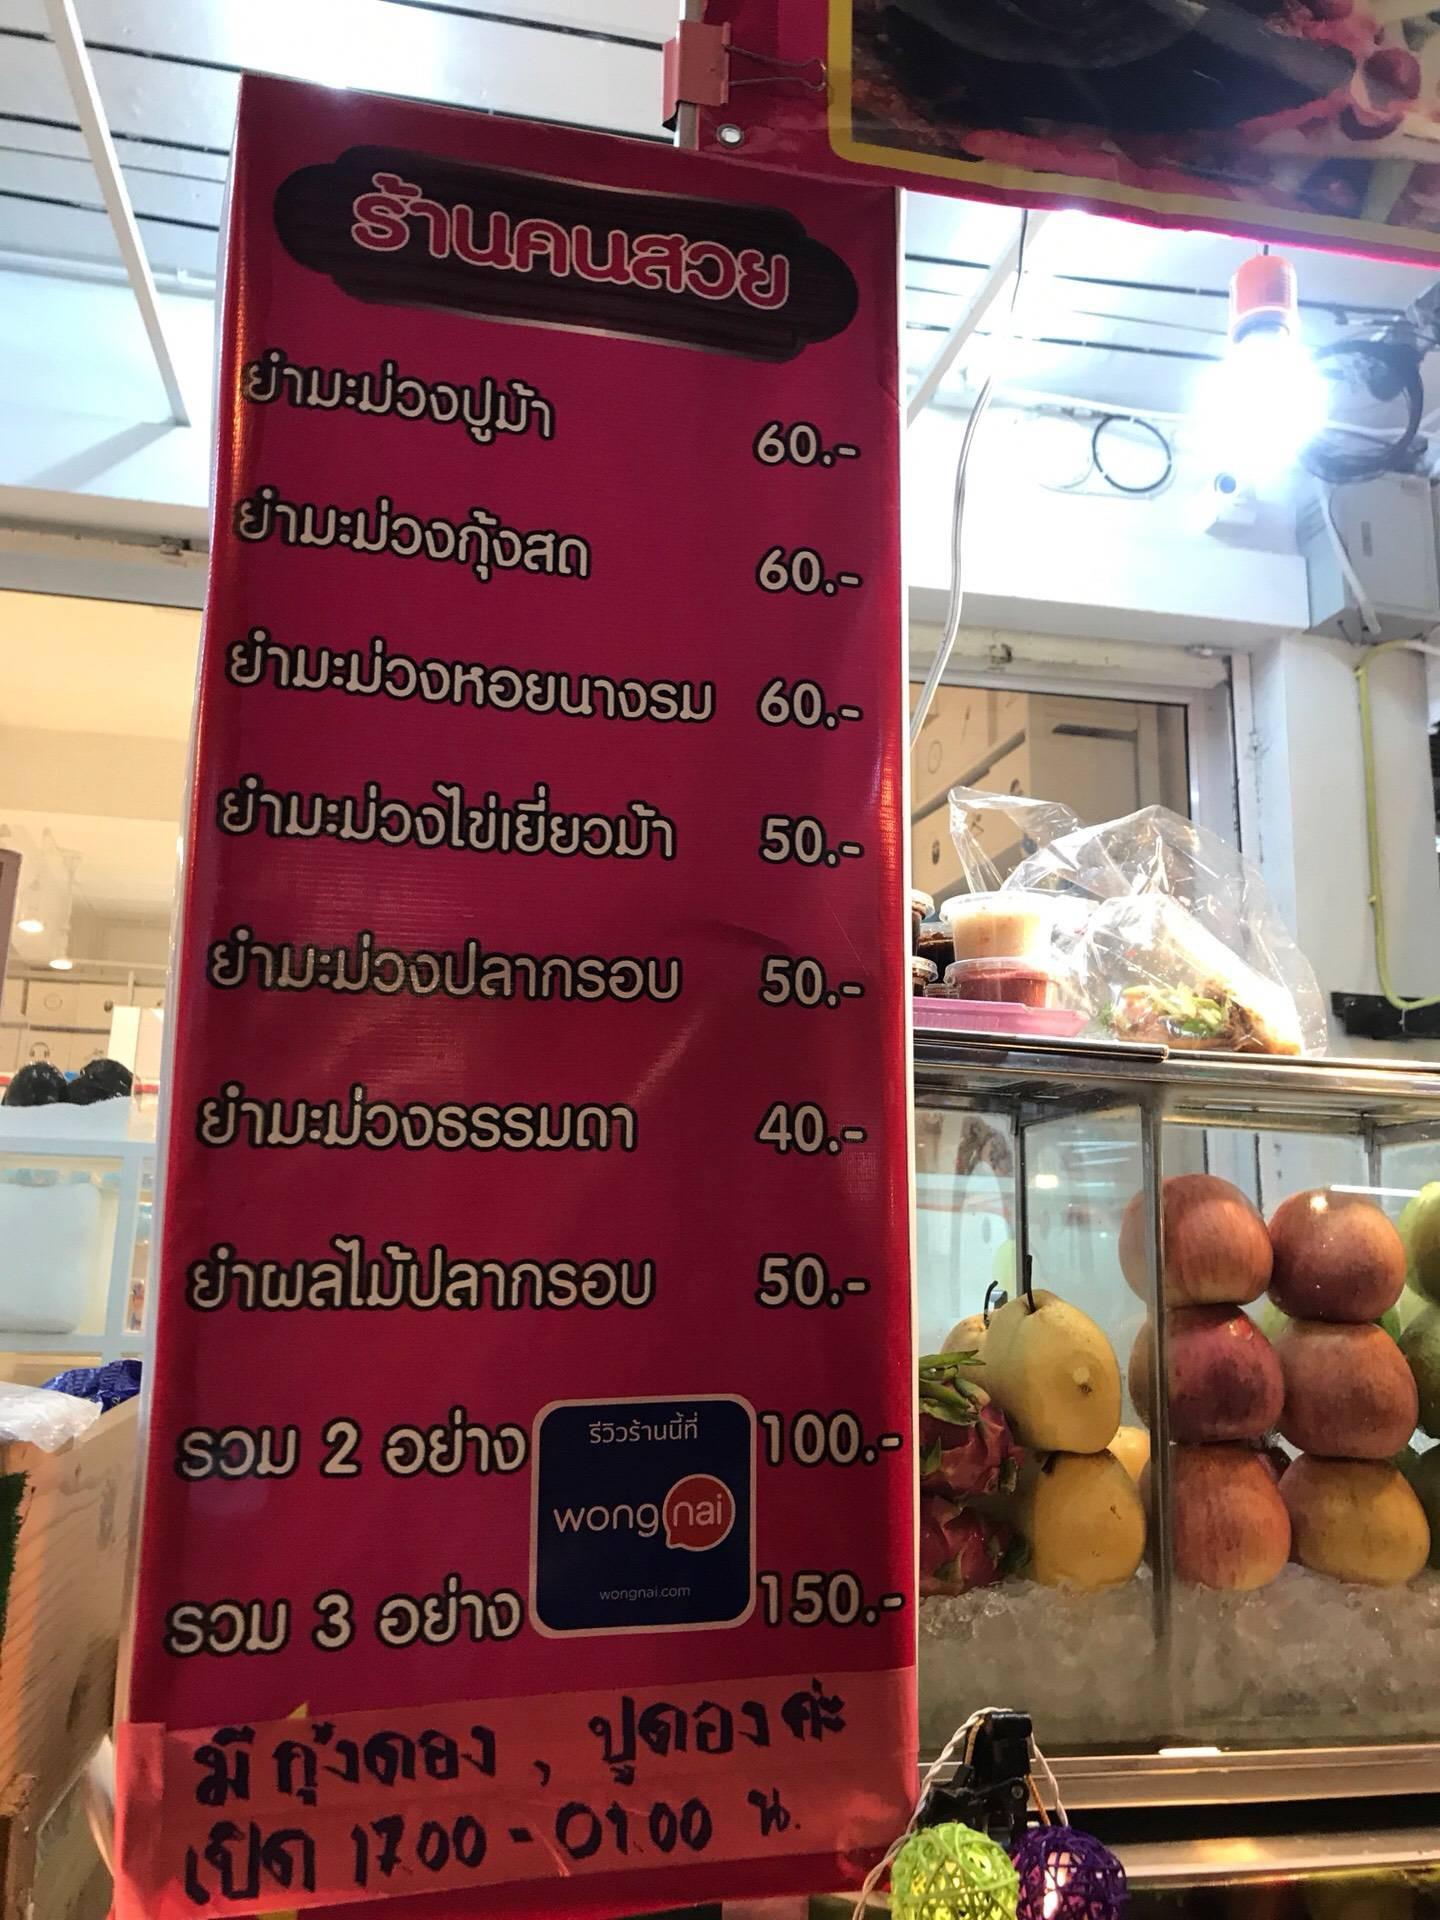 ร้านคนสวย
ยำมะม่วงปูม้า 60.-
ยำมะม่วงกุ้งสด 60.-
ยำมะม่วงหอยนางรม 60.-
ยำมะม่วงไข่เยี่ยวม้า 50.-
ยำมะม่วงปลากรอบ 50.-
ยำมะม่วงธรรมดา 40.-
ยำผลไม้ปลากรอบ 50.-
รวม 2 อย่าง 100.-
รีวิวร้านนี้ที่
wongnai
wongnai.com
รวม 3 อย่าง 150.-
มี กุ้งดอง , ปูดอง ค่ะ
เปิด 17.00 - 01.00 น.